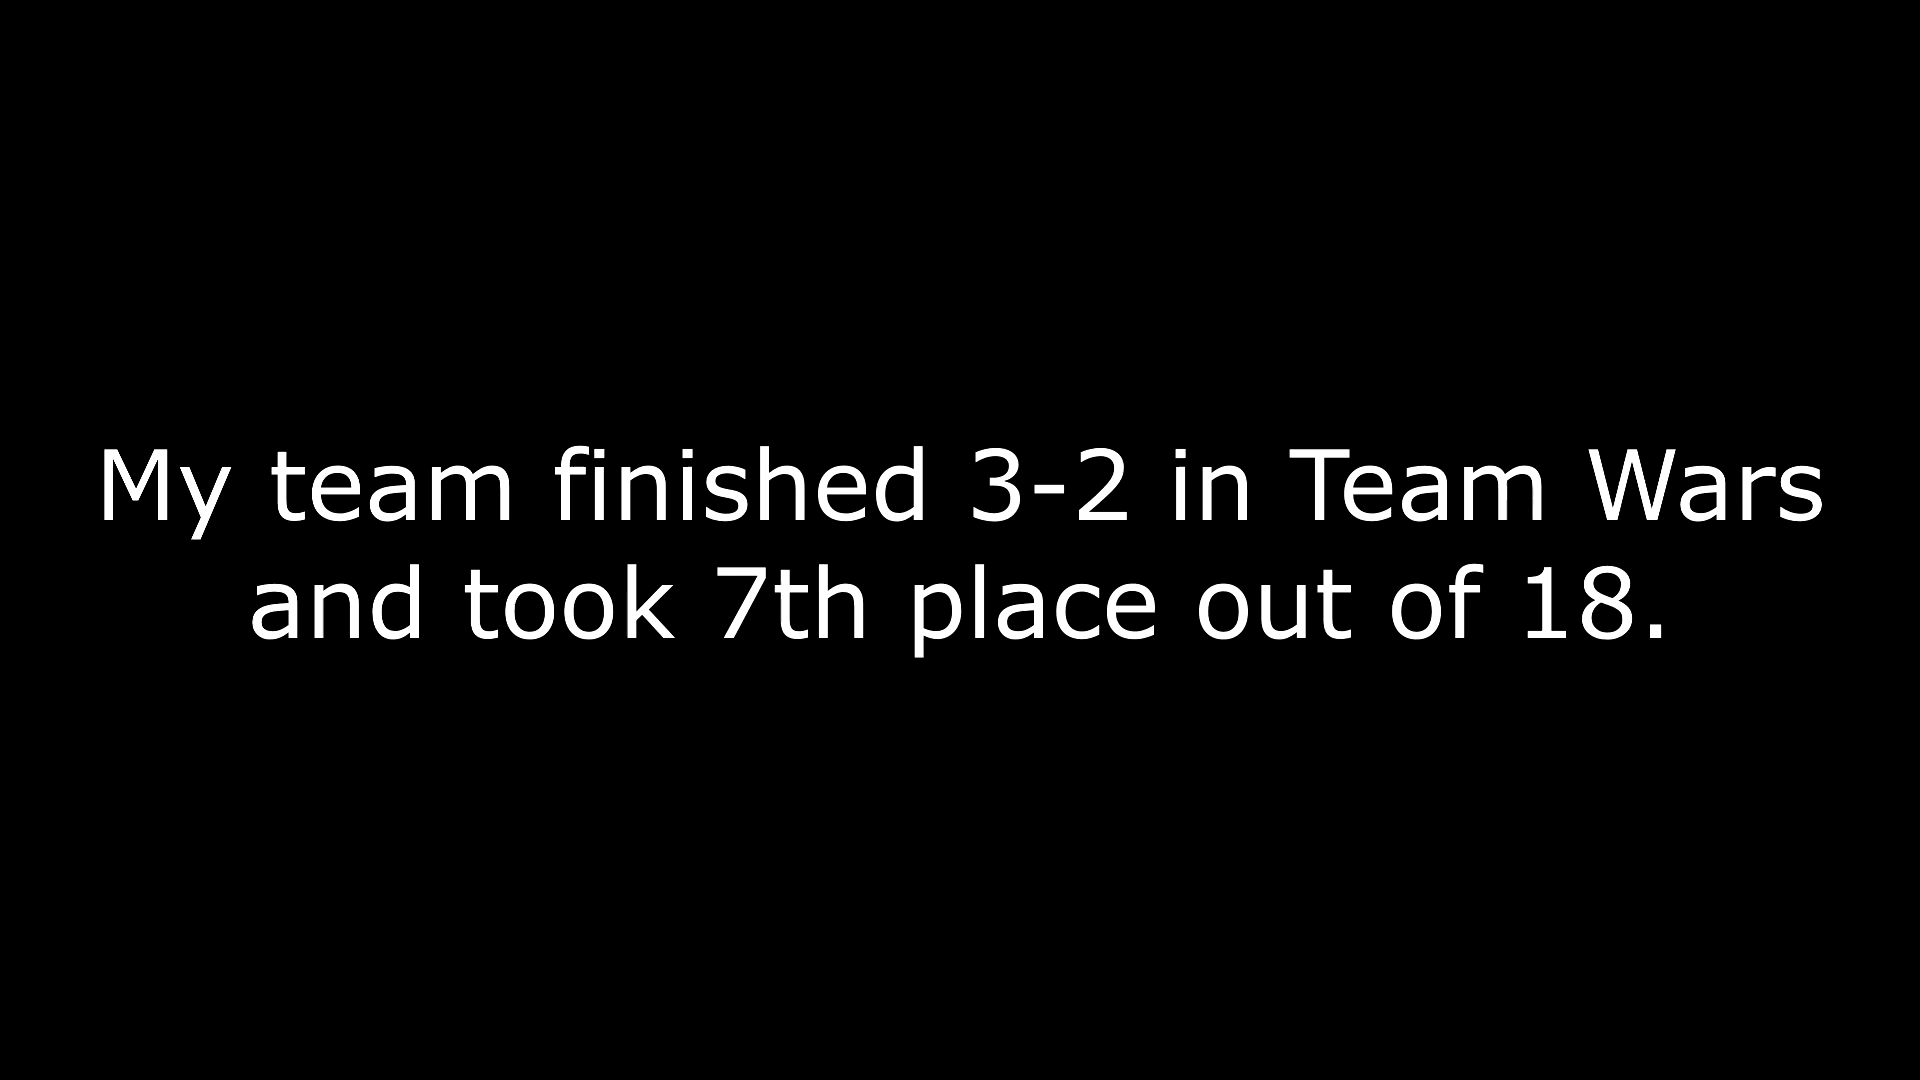 My team finished 3-2 in Team Wars
and took 7th place out of 18.